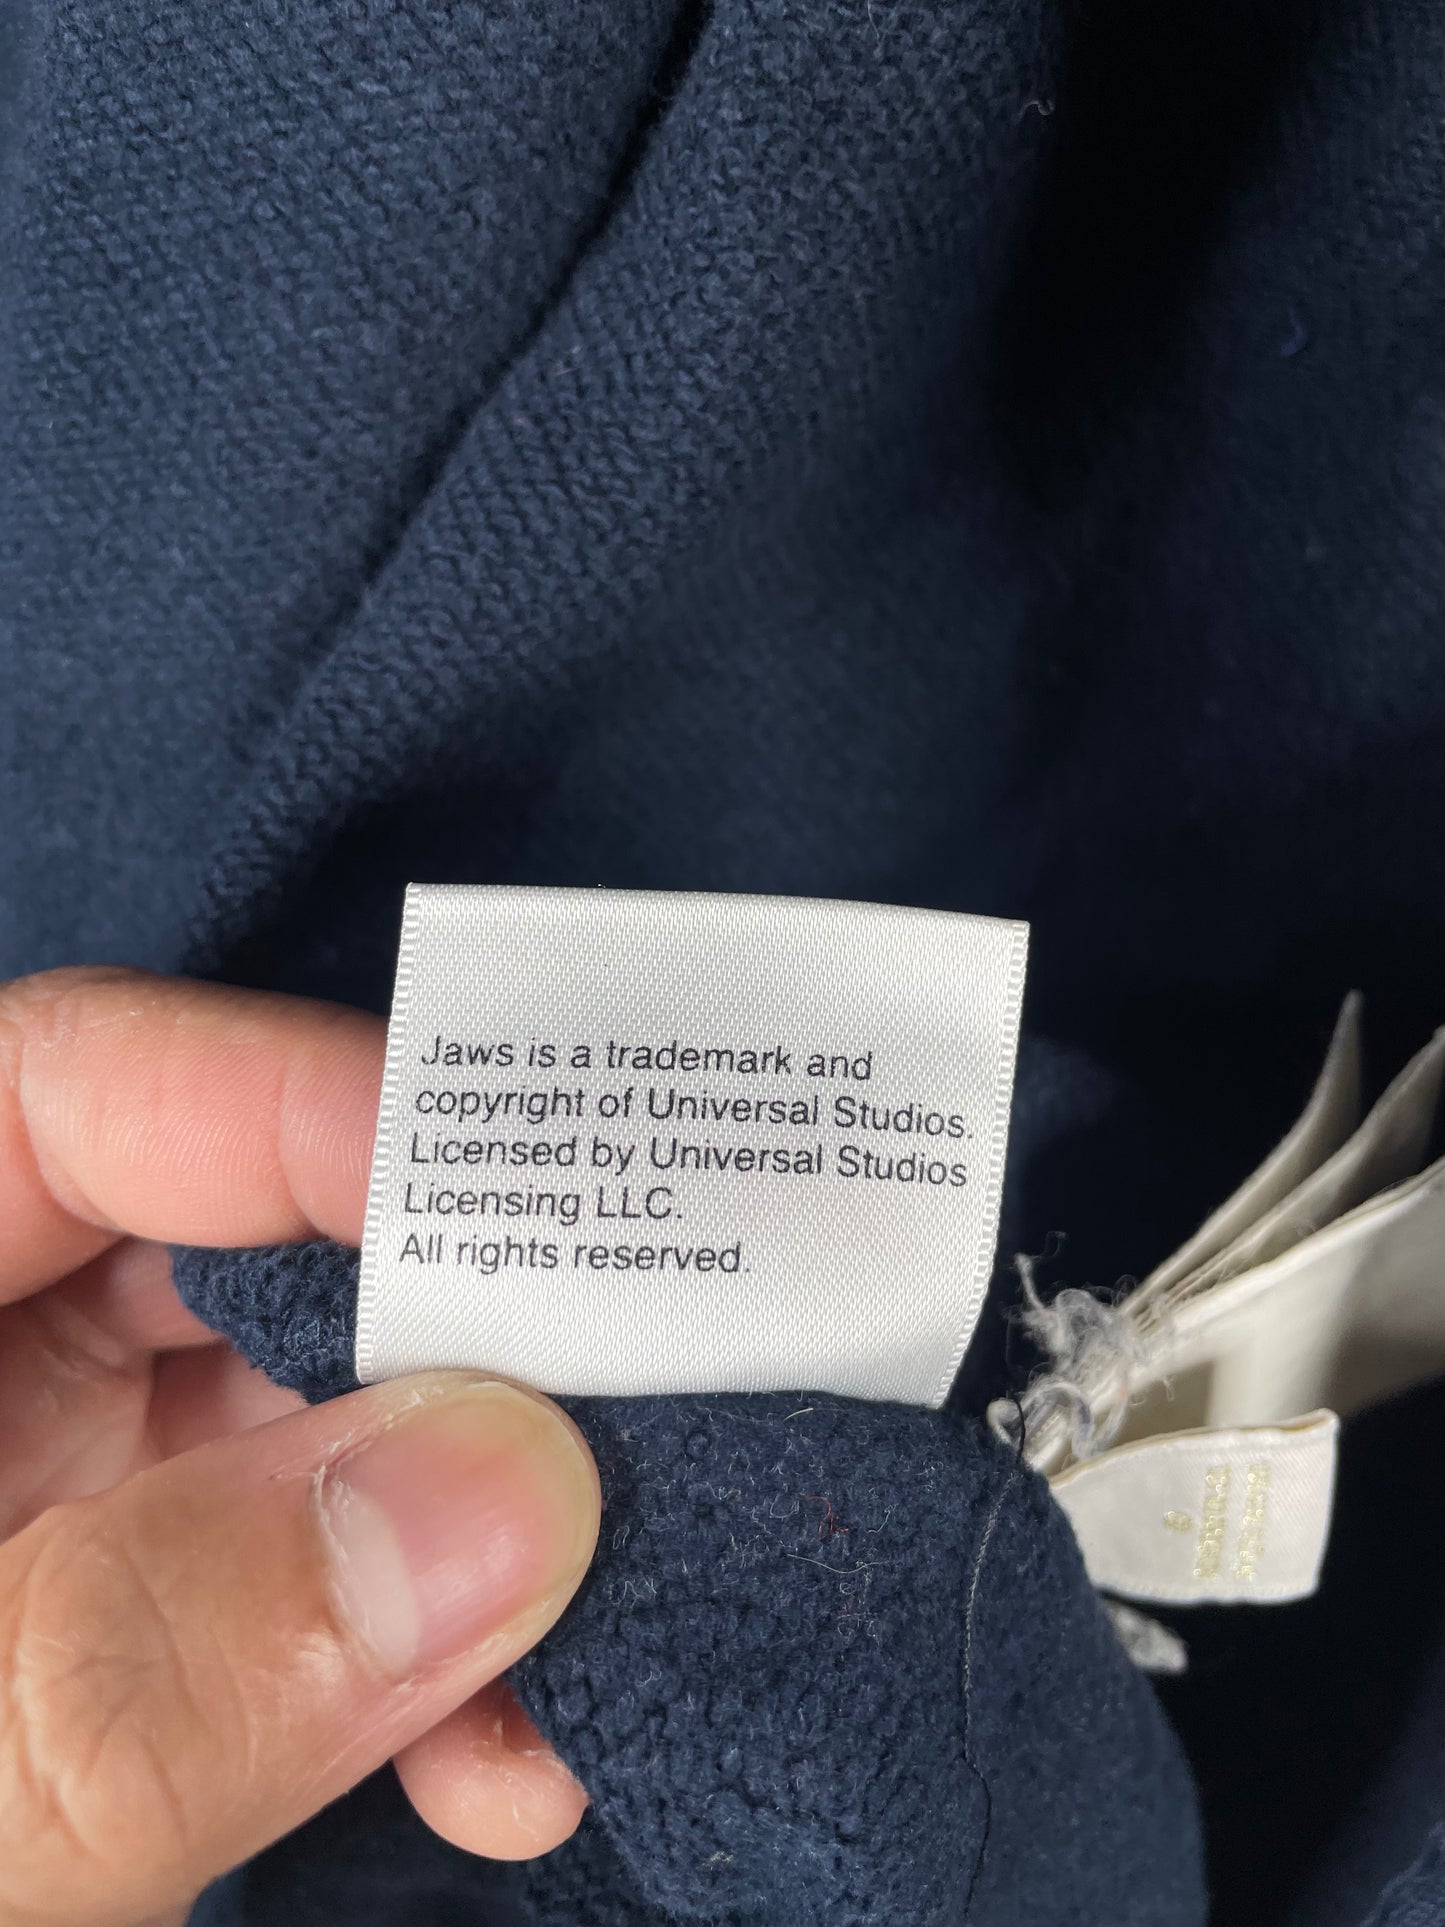 Jaws is a trademark and
copyright of Universal Studios.
Licensed by Universal Studios
Licensing LLC.
All rights reserved.